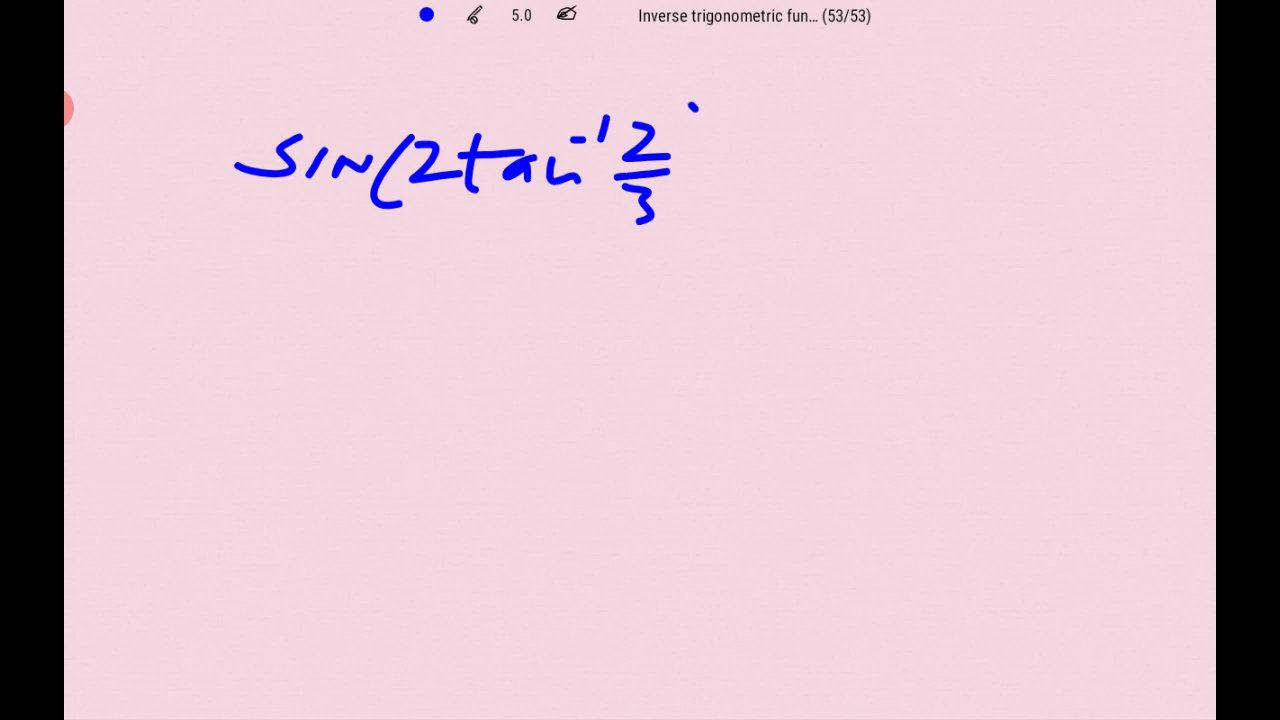 5.0 Inverse trigonometric fun… (53/53)
sin(2tan⁻¹ 2/3